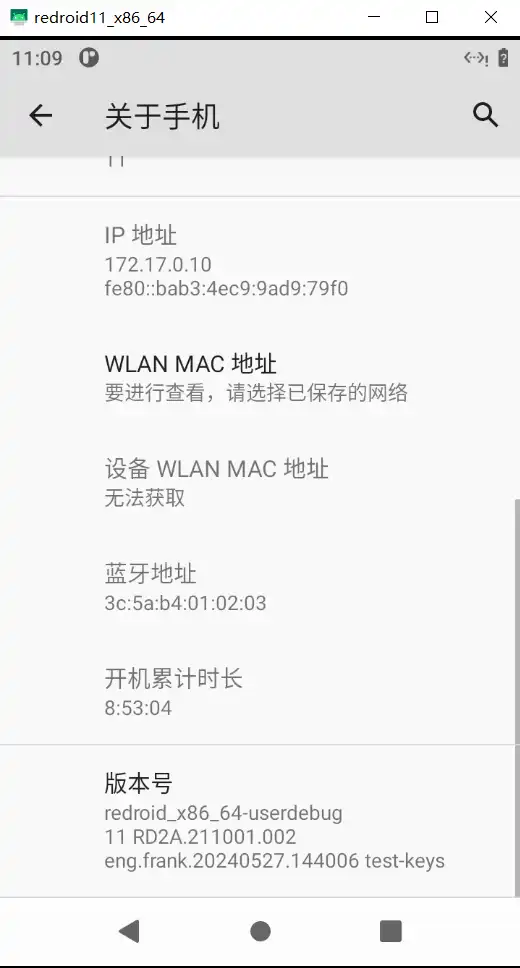 redroid11_x86_64
11:09
关于手机
11
IP 地址
172.17.0.10
fe80::bab3:4ec9:9ad9:79f0
WLAN MAC 地址
要进行查看，请选择已保存的网络
设备 WLAN MAC 地址
无法获取
蓝牙地址
3c:5a:b4:01:02:03
开机累计时长
8:53:04
版本号
redroid_x86_64-userdebug
11 RD2A.211001.002
eng.frank.20240527.144006 test-keys